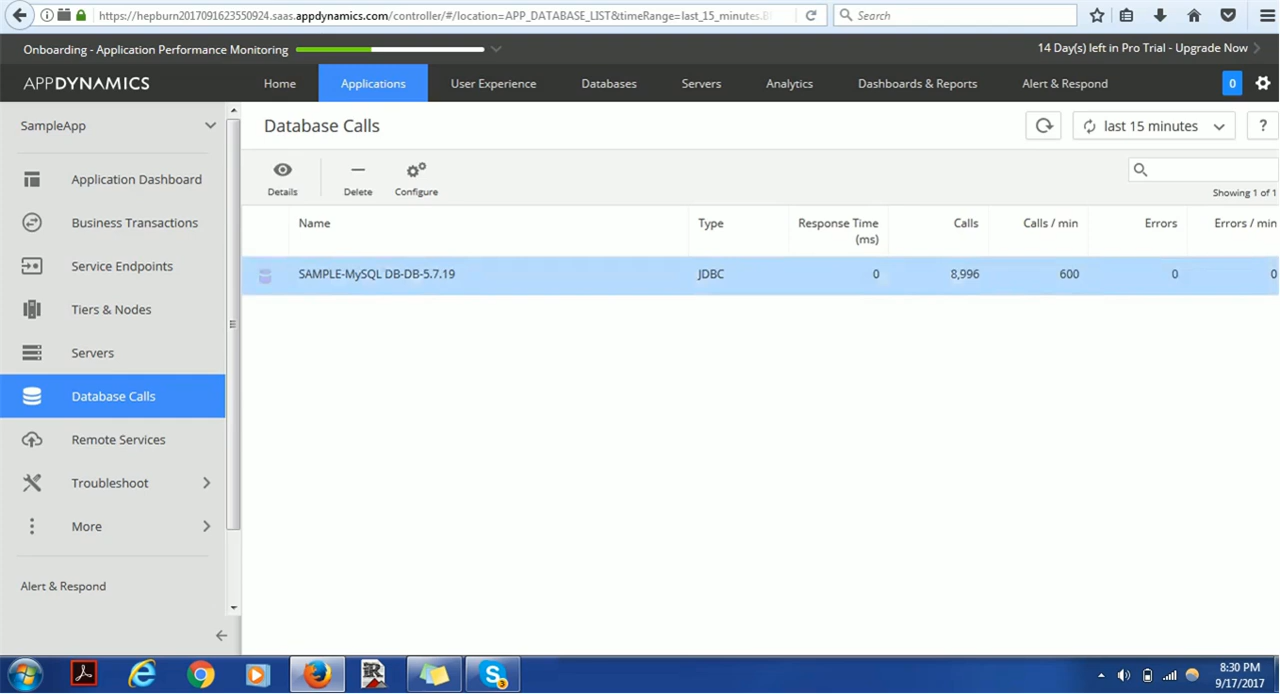 https://hepburn2017091623550924.saas.appdynamics.com/controller/#/location=APP_DATABASE_LIST&timeRange=last_15_minutes.BE
Search
Onboarding - Application Performance Monitoring
14 Day(s) left in Pro Trial - Upgrade Now
APPDYNAMICS
Home
Applications
User Experience
Databases
Servers
Analytics
Dashboards & Reports
Alert & Respond
0
SampleApp
Database Calls
last 15 minutes
?
Application Dashboard
Business Transactions
Service Endpoints
Tiers & Nodes
Servers
Database Calls
Remote Services
Troubleshoot
More
Alert & Respond
Details
Delete
Configure
Showing 1 of 1
Name
Type
Response Time
(ms)
Calls
Calls / min
Errors
Errors / min
SAMPLE-MySQL DB-DB-5.7.19
JDBC
0
8,996
600
0
0
8:30 PM
9/17/2017